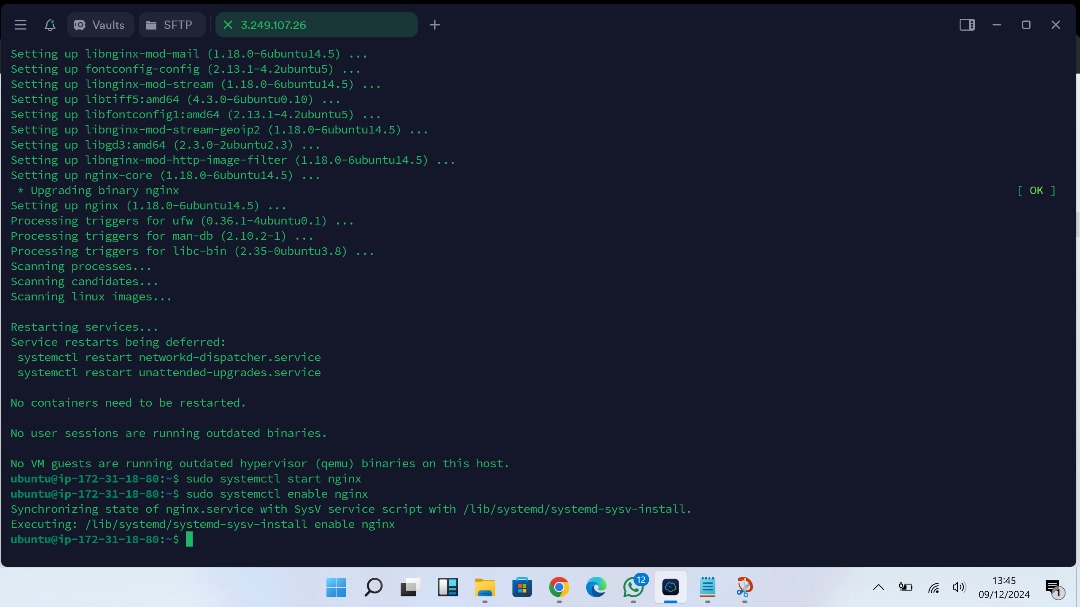 Vaults
SFTP
3.249.107.26
Setting up libnginx-mod-mail (1.18.0-6ubuntu14.5) ...
Setting up fontconfig-config (2.13.1-4.2ubuntu5) ...
Setting up libnginx-mod-stream (1.18.0-6ubuntu14.5) ...
Setting up libtiff5:amd64 (4.3.0-6ubuntu0.10) ...
Setting up libfontconfig1:amd64 (2.13.1-4.2ubuntu5) ...
Setting up libnginx-mod-stream-geoip2 (1.18.0-6ubuntu14.5) ...
Setting up libgd3:amd64 (2.3.0-2ubuntu2.3) ...
Setting up libnginx-mod-http-image-filter (1.18.0-6ubuntu14.5) ...
Setting up nginx-core (1.18.0-6ubuntu14.5) ...
* Upgrading binary nginx [ OK ]
Setting up nginx (1.18.0-6ubuntu14.5) ...
Processing triggers for ufw (0.36.1-4ubuntu0.1) ...
Processing triggers for man-db (2.10.2-1) ...
Processing triggers for libc-bin (2.35-0ubuntu3.8) ...
Scanning processes...
Scanning candidates...
Scanning linux images...
Restarting services...
Service restarts being deferred:
systemctl restart networkd-dispatcher.service
systemctl restart unattended-upgrades.service
No containers need to be restarted.
No user sessions are running outdated binaries.
No VM guests are running outdated hypervisor (qemu) binaries on this host.
ubuntu@ip-172-31-18-80:~$ sudo systemctl start nginx
ubuntu@ip-172-31-18-80:~$ sudo systemctl enable nginx
Synchronizing state of nginx.service with SysV service script with /lib/systemd/systemd-sysv-install.
Executing: /lib/systemd/systemd-sysv-install enable nginx
ubuntu@ip-172-31-18-80:~$
12
13:45
09/12/2024
1